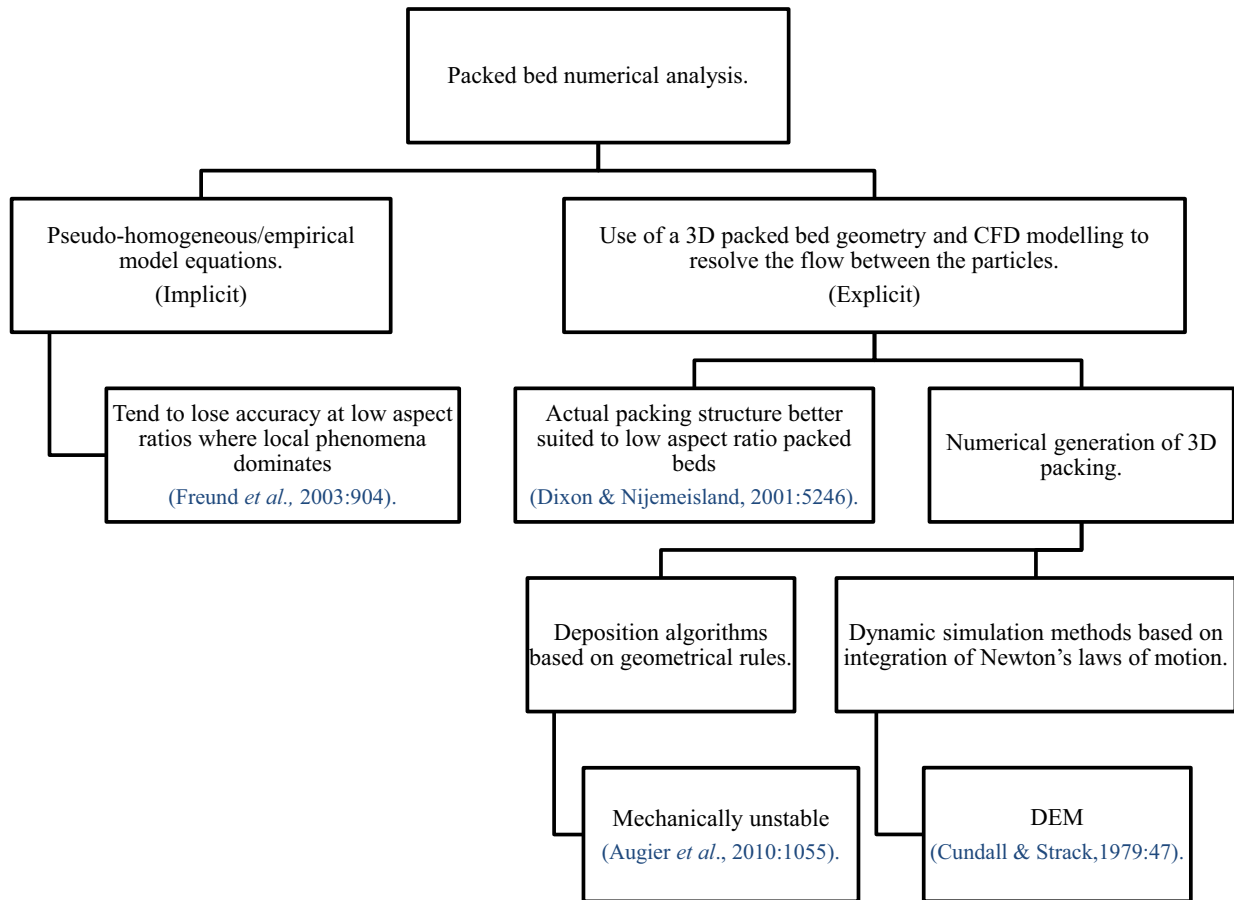 Packed bed numerical analysis.
Pseudo-homogeneous/empirical
model equations.
(Implicit)
Use of a 3D packed bed geometry and CFD modelling to
resolve the flow between the particles.
(Explicit)
Tend to lose accuracy at low aspect
ratios where local phenomena
dominates
(Freund et al., 2003:904).
Actual packing structure better
suited to low aspect ratio packed
beds
(Dixon & Nijemeisland, 2001:5246).
Numerical generation of 3D
packing.
Deposition algorithms
based on geometrical rules.
Dynamic simulation methods based on
integration of Newton’s laws of motion.
Mechanically unstable
(Augier et al., 2010:1055).
DEM
(Cundall & Strack,1979:47).